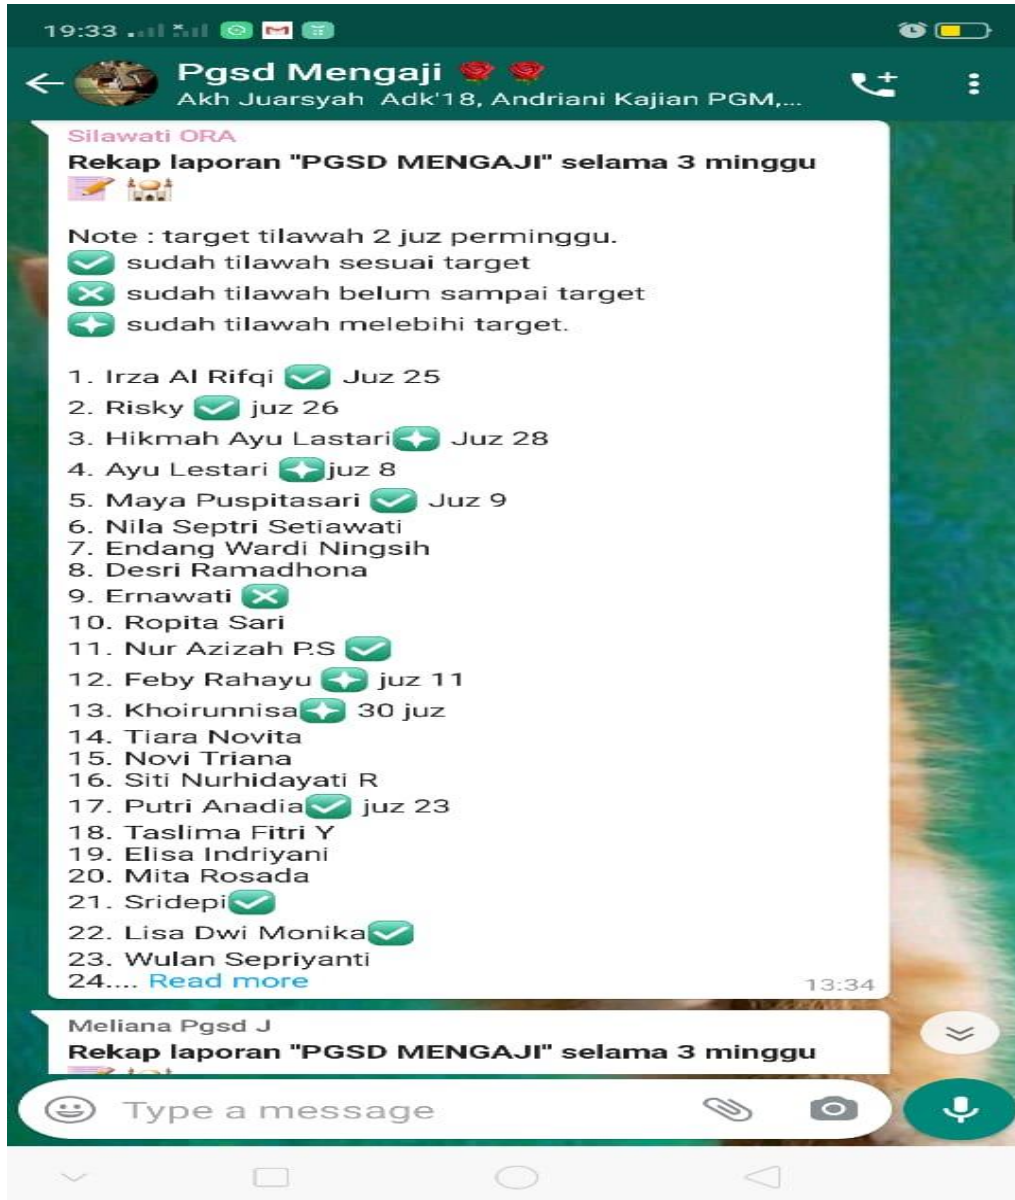 19:33
Pgsd Mengaji 🌹 🌹
Akh Juarsyah Adk'18, Andriani Kajian PGM,...
Silawati ORA
Rekap laporan "PGSD MENGAJI" selama 3 minggu
📝 🕌
Note : target tilawah 2 juz perminggu.
✅ sudah tilawah sesuai target
❎ sudah tilawah belum sampai target
✳️ sudah tilawah melebihi target.
1. Irza Al Rifqi ✅ Juz 25
2. Risky ✅ juz 26
3. Hikmah Ayu Lastari✳️ Juz 28
4. Ayu Lestari ✳️juz 8
5. Maya Puspitasari ✅ Juz 9
6. Nila Septri Setiawati
7. Endang Wardi Ningsih
8. Desri Ramadhona
9. Ernawati ❎
10. Ropita Sari
11. Nur Azizah P.S ✅
12. Feby Rahayu ✳️ juz 11
13. Khoirunnisa✳️ 30 juz
14. Tiara Novita
15. Novi Triana
16. Siti Nurhidayati R
17. Putri Anadia✅ juz 23
18. Taslima Fitri Y
19. Elisa Indriyani
20. Mita Rosada
21. Sridepi✅
22. Lisa Dwi Monika✅
23. Wulan Sepriyanti
24.... Read more
13:34
Meliana Pgsd J
Rekap laporan "PGSD MENGAJI" selama 3 minggu
Type a message